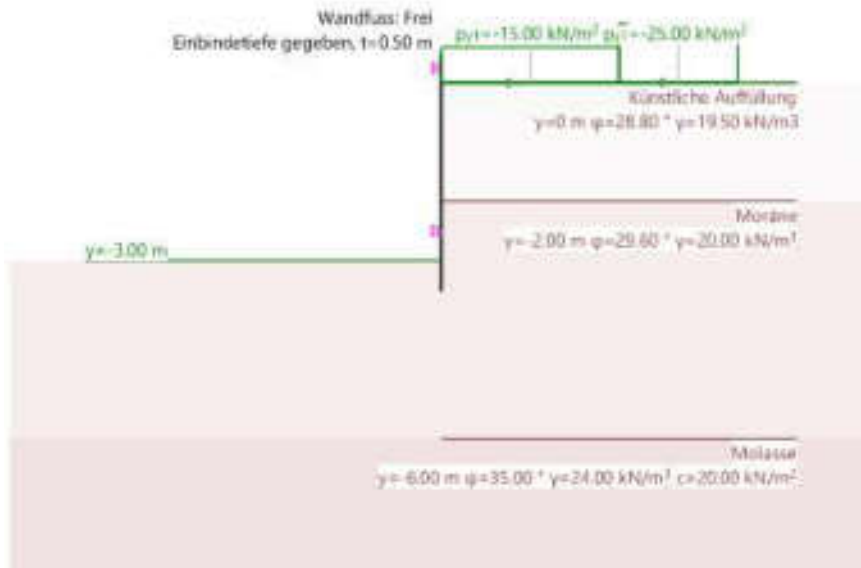 Wandfuss: Frei
Einbindetiefe gegeben, t=0.50 m
p,i=-15.00 kN/m² p,i=-25.00 kN/m²
Künstliche Auffüllung
y=0 m φ=28.80 ° γ=19.50 kN/m3
Moräne
y=-2.00 m φ=29.60 ° γ=20.00 kN/m³
y=-3.00 m
Molasse
y=-6.00 m φ=35.00 ° γ=24.00 kN/m³ c=20.00 kN/m²